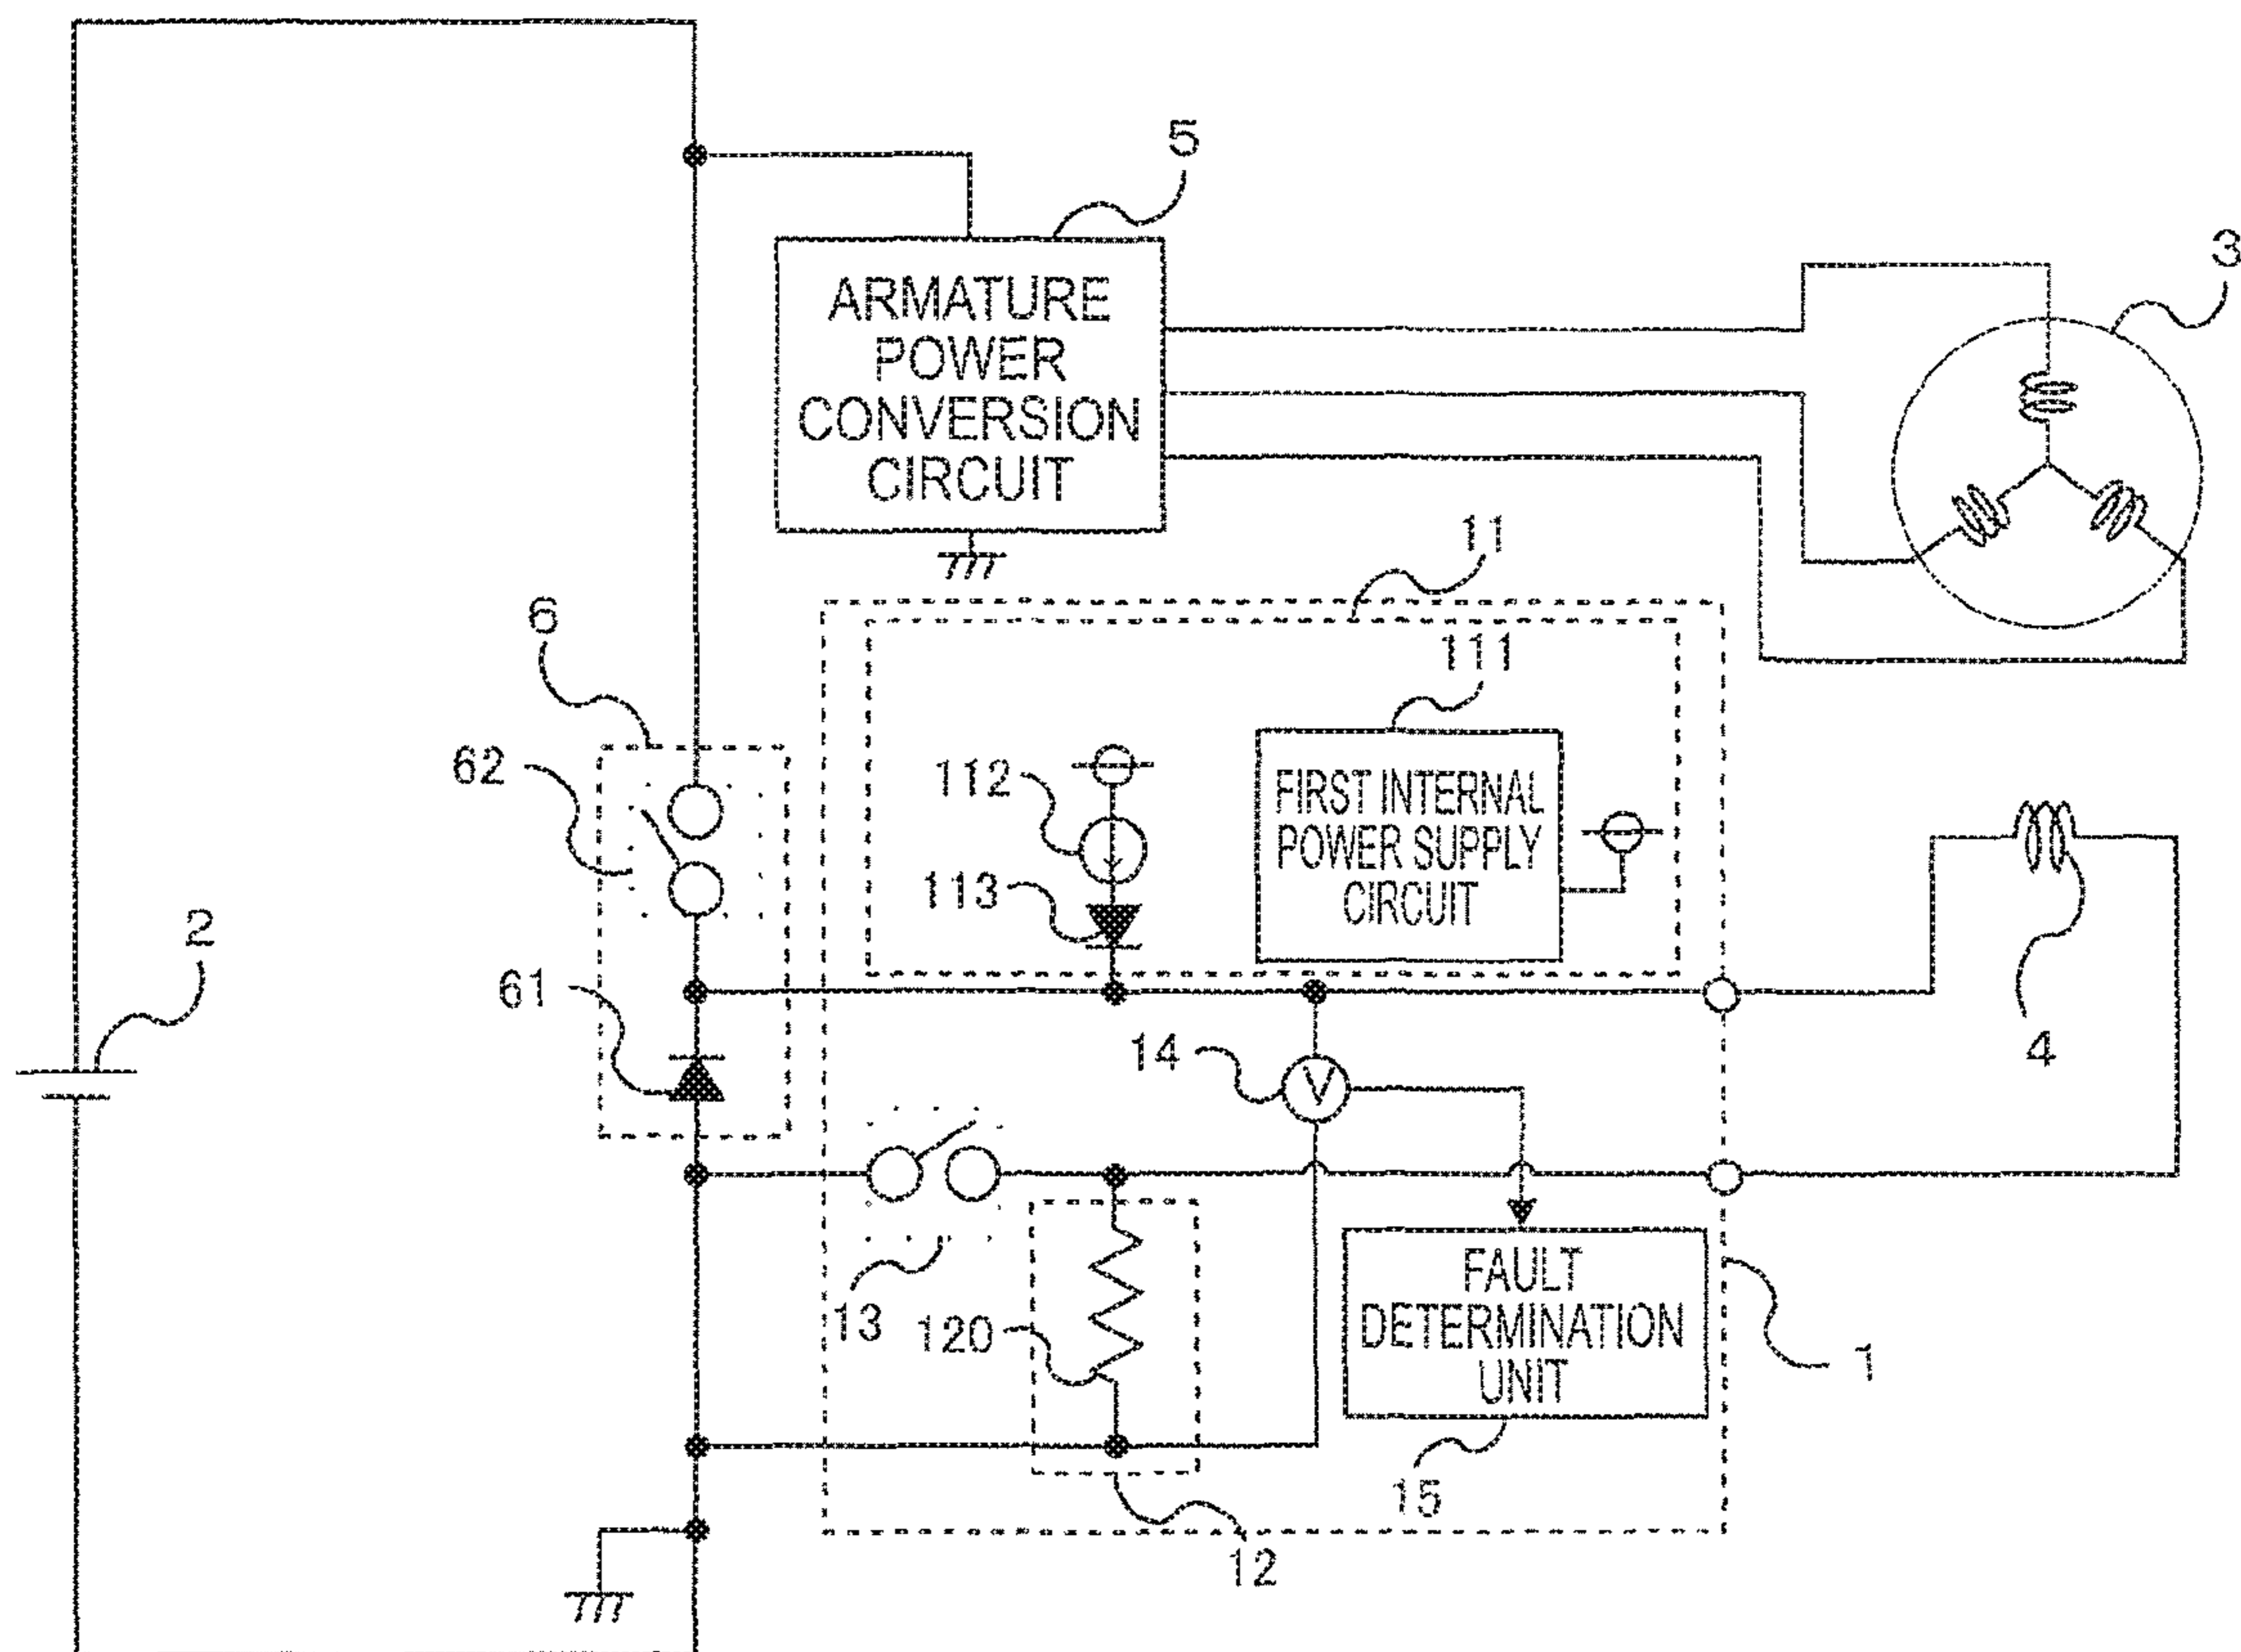 5
ARMATURE
POWER
CONVERSION
CIRCUIT
3
11
6
111
62
112
FIRST INTERNAL
POWER SUPPLY
CIRCUIT
113
2
61
14
V
4
FAULT
DETERMINATION
UNIT
13
120
1
15
12